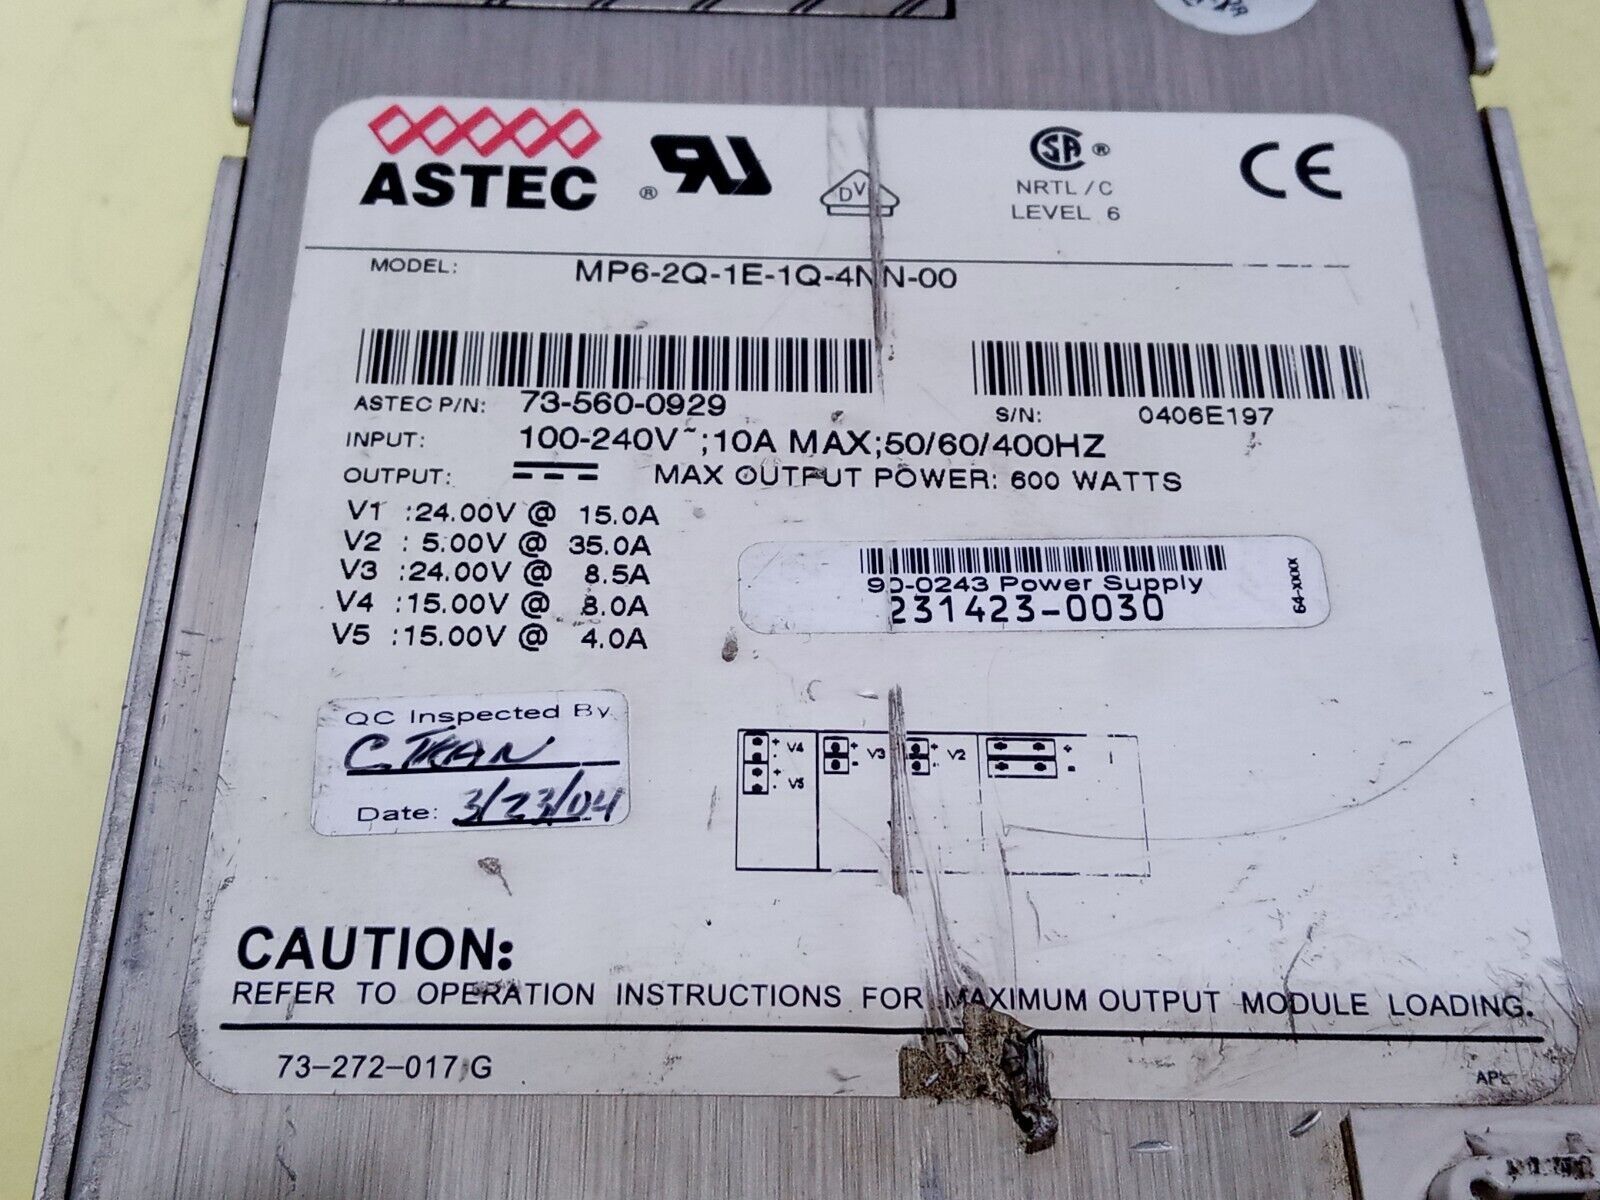 ASTEC
®
CSA ®
NRTL / C
LEVEL 6
CE
MODEL: MP6-2Q-1E-1Q-4NN-00
ASTEC P/N: 73-560-0929
S/N: 0406E197
INPUT: 100-240V~;10A MAX;50/60/400HZ
OUTPUT: MAX OUTPUT POWER: 600 WATTS
V1 :24.00V @ 15.0A
V2 : 5.00V @ 35.0A
V3 :24.00V @ 8.5A
V4 :15.00V @ 8.0A
V5 :15.00V @ 4.0A
90-0243 Power Supply
231423-0030
64-xxxx
QC Inspected By
C TRAN
Date: 3/23/04
+ V4 -
+ V5 -
+ V3 -
+ V2 -
+ -
CAUTION:
REFER TO OPERATION INSTRUCTIONS FOR MAXIMUM OUTPUT MODULE LOADING.
73-272-017 G